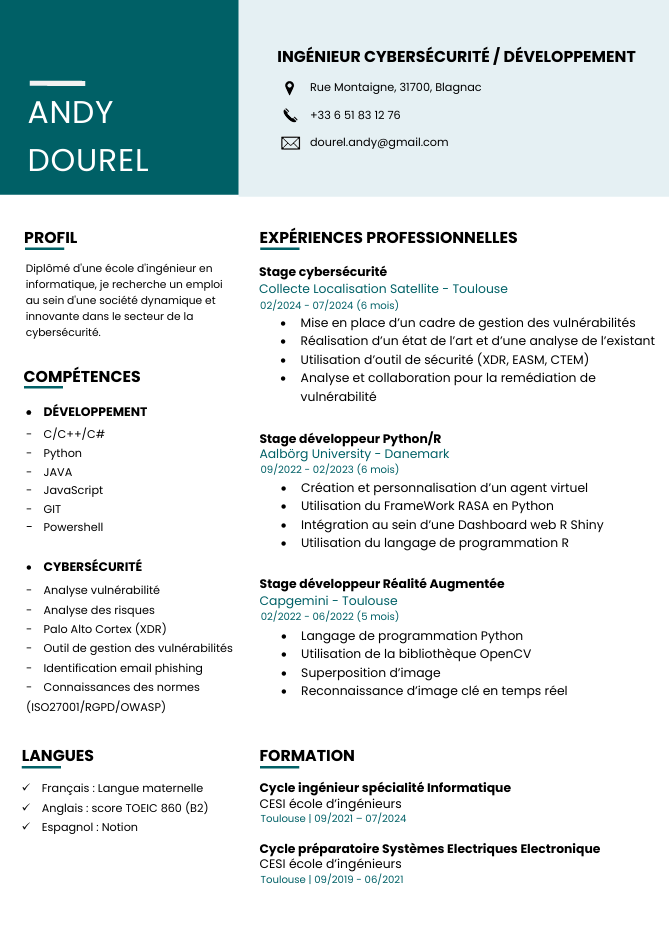 ANDY
DOUREL
INGÉNIEUR CYBERSÉCURITÉ / DÉVELOPPEMENT
Rue Montaigne, 31700, Blagnac
+33 6 51 83 12 76
dourel.andy@gmail.com
PROFIL
Diplômé d'une école d'ingénieur en
informatique, je recherche un emploi
au sein d'une société dynamique et
innovante dans le secteur de la
cybersécurité.
COMPÉTENCES
• DÉVELOPPEMENT
- C/C++/C#
- Python
- JAVA
- JavaScript
- GIT
- Powershell
• CYBERSÉCURITÉ
- Analyse vulnérabilité
- Analyse des risques
- Palo Alto Cortex (XDR)
- Outil de gestion des vulnérabilités
- Identification email phishing
- Connaissances des normes
(ISO27001/RGPD/OWASP)
LANGUES
✓ Français : Langue maternelle
✓ Anglais : score TOEIC 860 (B2)
✓ Espagnol : Notion
EXPÉRIENCES PROFESSIONNELLES
Stage cybersécurité
Collecte Localisation Satellite - Toulouse
02/2024 - 07/2024 (6 mois)
• Mise en place d'un cadre de gestion des vulnérabilités
• Réalisation d'un état de l'art et d'une analyse de l'existant
• Utilisation d'outil de sécurité (XDR, EASM, CTEM)
• Analyse et collaboration pour la remédiation de
vulnérabilité
Stage développeur Python/R
Aalbörg University - Danemark
09/2022 - 02/2023 (6 mois)
• Création et personnalisation d'un agent virtuel
• Utilisation du FrameWork RASA en Python
• Intégration au sein d'une Dashboard web R Shiny
• Utilisation du langage de programmation R
Stage développeur Réalité Augmentée
Capgemini - Toulouse
02/2022 - 06/2022 (5 mois)
• Langage de programmation Python
• Utilisation de la bibliothèque OpenCV
• Superposition d'image
• Reconnaissance d'image clé en temps réel
FORMATION
Cycle ingénieur spécialité Informatique
CESI école d'ingénieurs
Toulouse | 09/2021 – 07/2024
Cycle préparatoire Systèmes Electriques Electronique
CESI école d'ingénieurs
Toulouse | 09/2019 - 06/2021